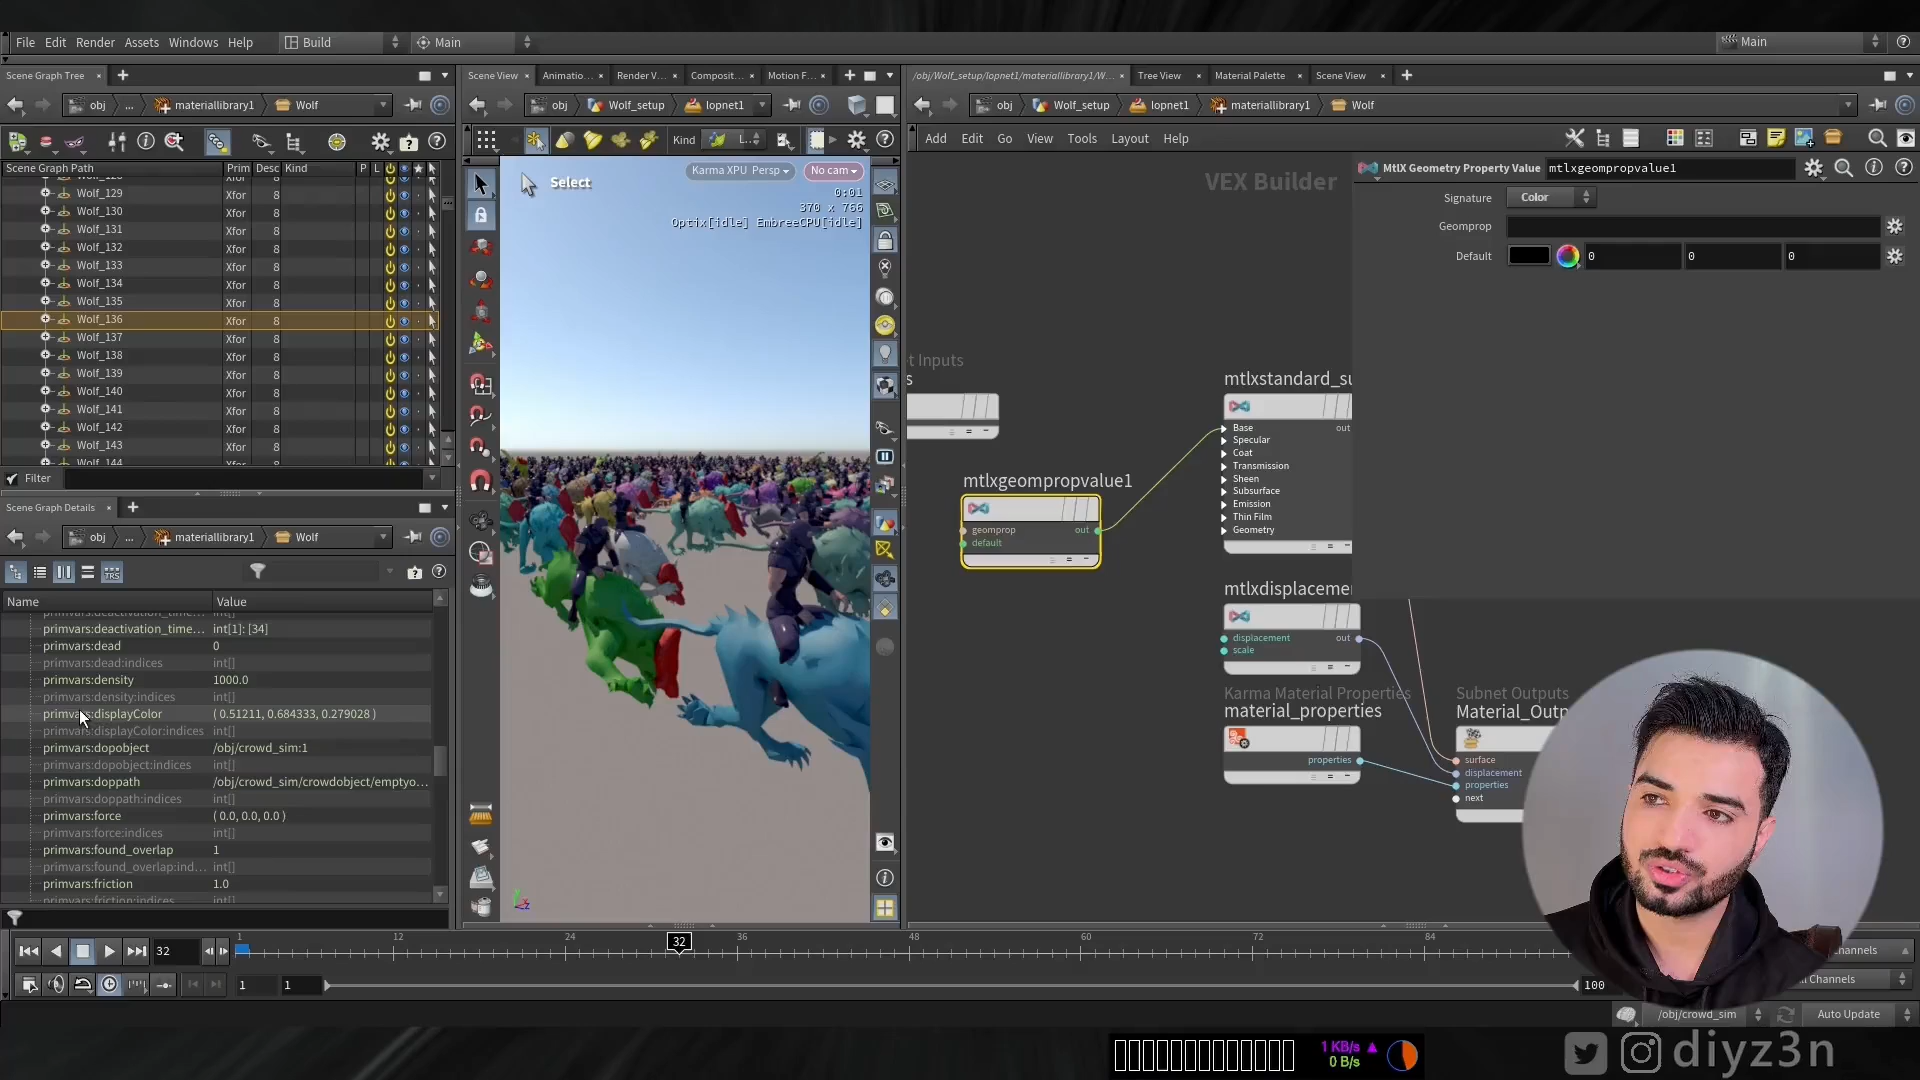 File Edit Render Assets Windows Help Build Main Main
Scene Graph Tree
obj ... materiallibrary1 Wolf
Scene Graph Path Prim Desc Kind P L
Wolf_129 Xfor 8
Wolf_130 Xfor 8
Wolf_131 Xfor 8
Wolf_132 Xfor 8
Wolf_133 Xfor 8
Wolf_134 Xfor 8
Wolf_135 Xfor 8
Wolf_136 Xfor 8
Wolf_137 Xfor 8
Wolf_138 Xfor 8
Wolf_139 Xfor 8
Wolf_140 Xfor 8
Wolf_141 Xfor 8
Wolf_142 Xfor 8
Wolf_143 Xfor 8
Wolf_144
Filter
Scene Graph Details
obj ... materiallibrary1 Wolf
Name Value
primvars:deactivation_time... int[]
primvars:deactivation_time... int[1]: [34]
primvars:dead 0
primvars:dead:indices int[]
primvars:density 1000.0
primvars:density:indices int[]
primvars:displayColor ( 0.51211, 0.684333, 0.279028 )
primvars:displayColor:indices int[]
primvars:dopobject /obj/crowd_sim:1
primvars:dopobject:indices int[]
primvars:doppath /obj/crowd_sim/crowdobject/emptyo...
primvars:doppath:indices int[]
primvars:force ( 0.0, 0.0, 0.0 )
primvars:force:indices int[]
primvars:found_overlap 1
primvars:found_overlap:ind... int[]
primvars:friction 1.0
primvars:friction:indices int[]
Scene View Animatio... Render V... Composit... Motion F...
obj Wolf_setup lopnet1
Kind L...
Select
Karma XPU Persp No cam
0:01
370 x 766
Optix[idle] EmbreeCPU[idle]
/obj/Wolf_setup/lopnet1/materiallibrary1/W... Tree View Material Palette Scene View
obj Wolf_setup lopnet1 materiallibrary1 Wolf
Add Edit Go View Tools Layout Help
VEX Builder
MtlX Geometry Property Value mtlxgeompropvalue1
Signature Color
Geomprop
Default 0 0 0
t Inputs
s
mtlxgeompropvalue1
geomprop out
default
mtlxstandard_su
Base out
Specular
Coat
Transmission
Sheen
Subsurface
Emission
Thin Film
Geometry
mtlxdisplaceme
displacement out
scale
Karma Material Properties
material_properties
properties
Subnet Outputs
Material_Outp
surface
displacement
properties
next
32 1 12 24 32 36 48 60 72 84
hannels
1 1 100 ll Channels
/obj/crowd_sim Auto Update
1 KB/s
0 B/s
diyz3n